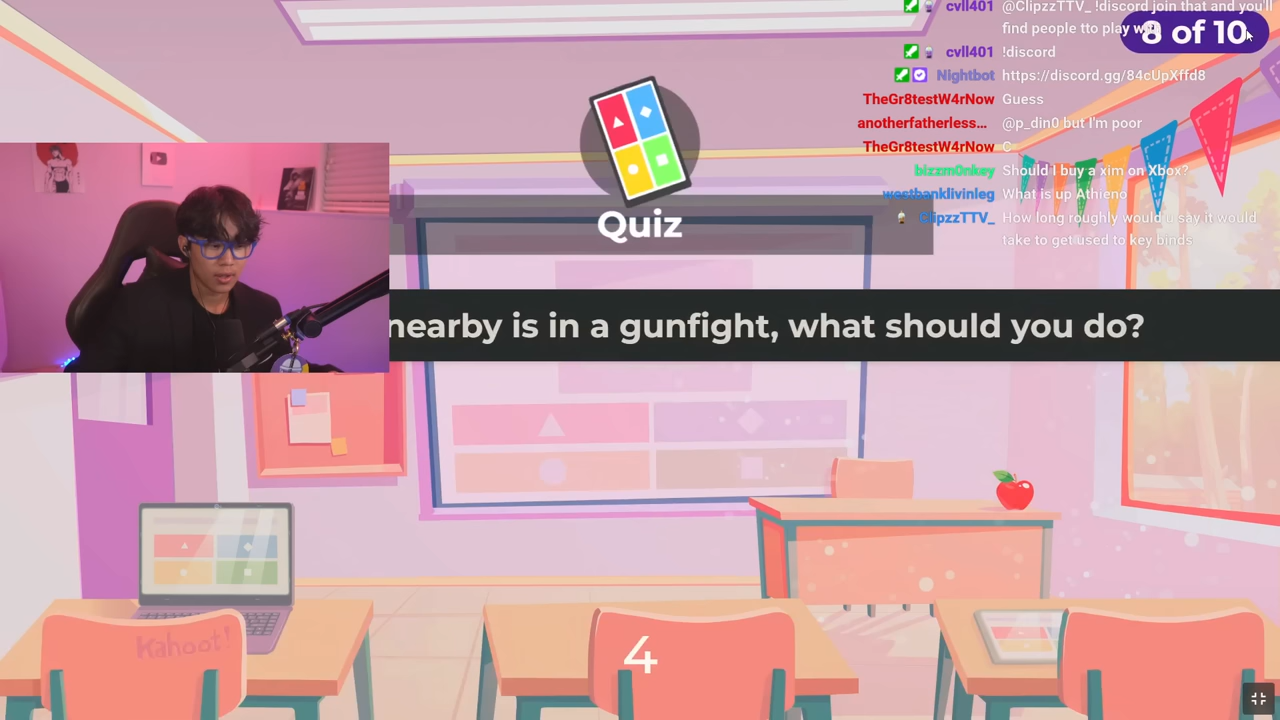 cvll401 @ClipzzTTV_ !discord join that and you'll
find people tto play
8 of 10
cvll401 !discord
Nightbot https://discord.gg/84cUpXffd8
TheGr8testW4rNow Guess
anotherfatherless... @p_din0 but I'm poor
TheGr8testW4rNow C
bizzm0nkey Should I buy a xim on Xbox?
westbanklivinleg What is up Athieno
ClipzzTTV_ How long roughly would u say it would
take to get used to key binds
Quiz
nearby is in a gunfight, what should you do?
Kahoot!
4